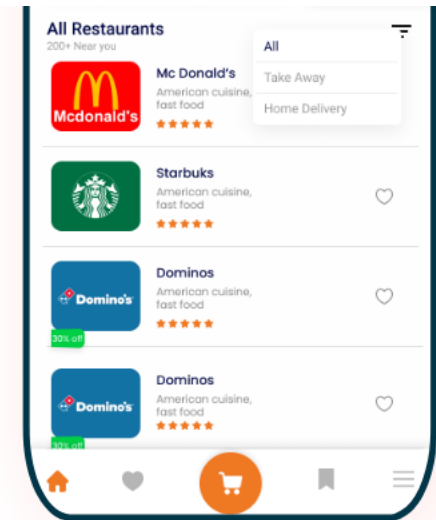 All Restaurants
200+ Near you
All
Take Away
Home Delivery
Mc Donald's
American cuisine,
fast food
Mcdonald's
Starbuks
American cuisine,
fast food
Dominos
American cuisine,
fast food
Domino's
30% off
Dominos
American cuisine,
fast food
Domino's
30% off